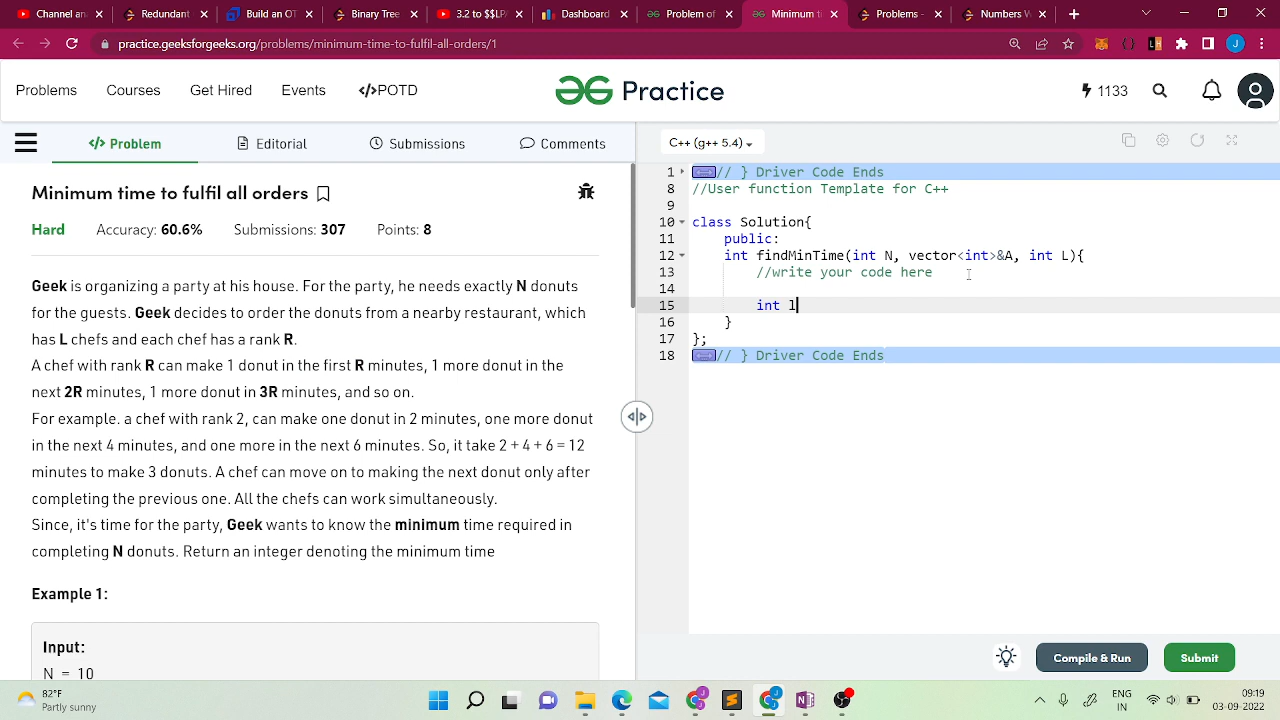 Channel anal
Redundant
Build an OT
Binary Tree
3.2 to $$LP/
Dashboard
Problem of
Minimum ti
Problems -
Numbers W
practice.geeksforgeeks.org/problems/minimum-time-to-fulfil-all-orders/1
Problems
Courses
Get Hired
Events
</>POTD
Practice
1133
</> Problem
Editorial
Submissions
Comments
C++ (g++ 5.4)
Minimum time to fulfil all orders
Hard Accuracy: 60.6% Submissions: 307 Points: 8
Geek is organizing a party at his house. For the party, he needs exactly N donuts
for the guests. Geek decides to order the donuts from a nearby restaurant, which
has L chefs and each chef has a rank R.
A chef with rank R can make 1 donut in the first R minutes, 1 more donut in the
next 2R minutes, 1 more donut in 3R minutes, and so on.
For example. a chef with rank 2, can make one donut in 2 minutes, one more donut
in the next 4 minutes, and one more in the next 6 minutes. So, it take 2 + 4 + 6 = 12
minutes to make 3 donuts. A chef can move on to making the next donut only after
completing the previous one. All the chefs can work simultaneously.
Since, it's time for the party, Geek wants to know the minimum time required in
completing N donuts. Return an integer denoting the minimum time
Example 1:
Input:
N = 10
1 // } Driver Code Ends
8 //User function Template for C++
9
10 class Solution{
11 public:
12 int findMinTime(int N, vector<int>&A, int L){
13 //write your code here
14
15 int l
16 }
17 };
18 // } Driver Code Ends
Compile & Run
Submit
82°F
Partly sunny
ENG
IN
09:19
03-09-2022